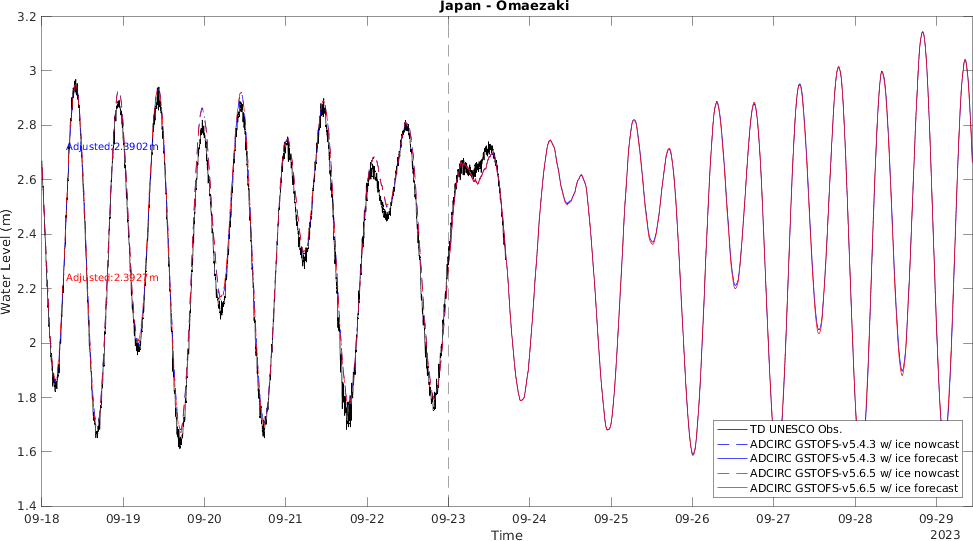 Japan - Omaezaki
3.2
3
2.8
2.6
2.4
2.2
2
1.8
1.6
1.4
Water Level (m)
Adjusted:2.3902m
Adjusted:2.3927m
TD UNESCO Obs.
ADCIRC GSTOFS-v5.4.3 w/ ice nowcast
ADCIRC GSTOFS-v5.4.3 w/ ice forecast
ADCIRC GSTOFS-v5.6.5 w/ ice nowcast
ADCIRC GSTOFS-v5.6.5 w/ ice forecast
09-18 09-19 09-20 09-21 09-22 09-23 09-24 09-25 09-26 09-27 09-28 09-29
2023
Time